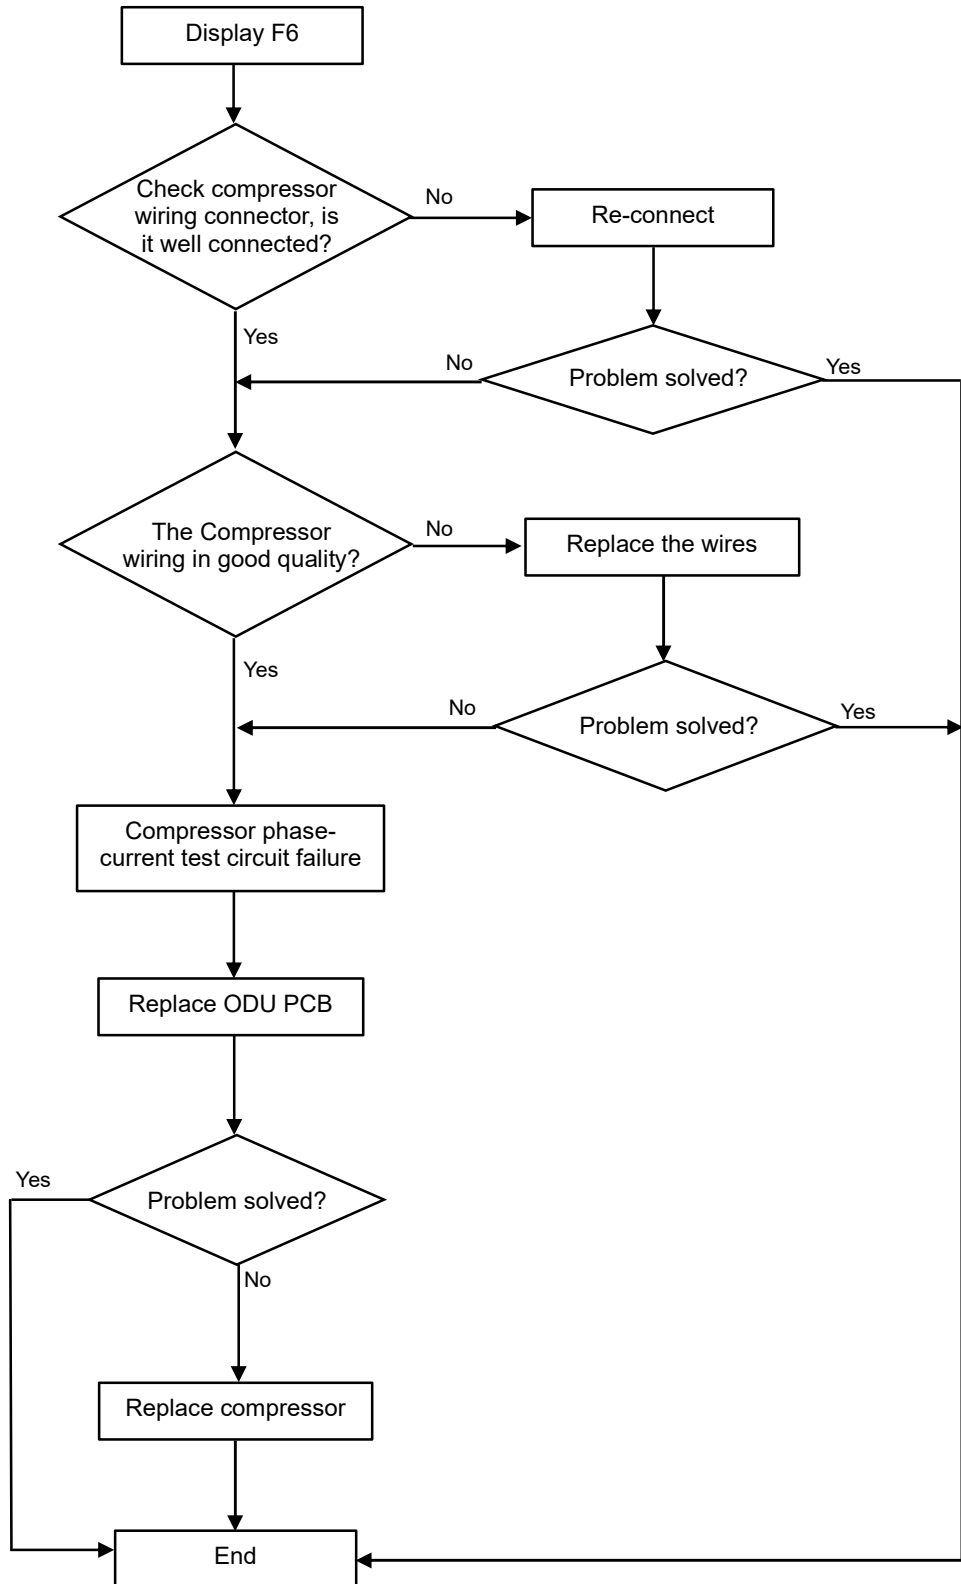 Display F6
Check compressor
wiring connector, is
it well connected?
No
Re-connect
Yes
No
Problem solved?
Yes
The Compressor
wiring in good quality?
No
Replace the wires
Yes
No
Problem solved?
Yes
Compressor phase-
current test circuit failure
Replace ODU PCB
Yes
Problem solved?
No
Replace compressor
End